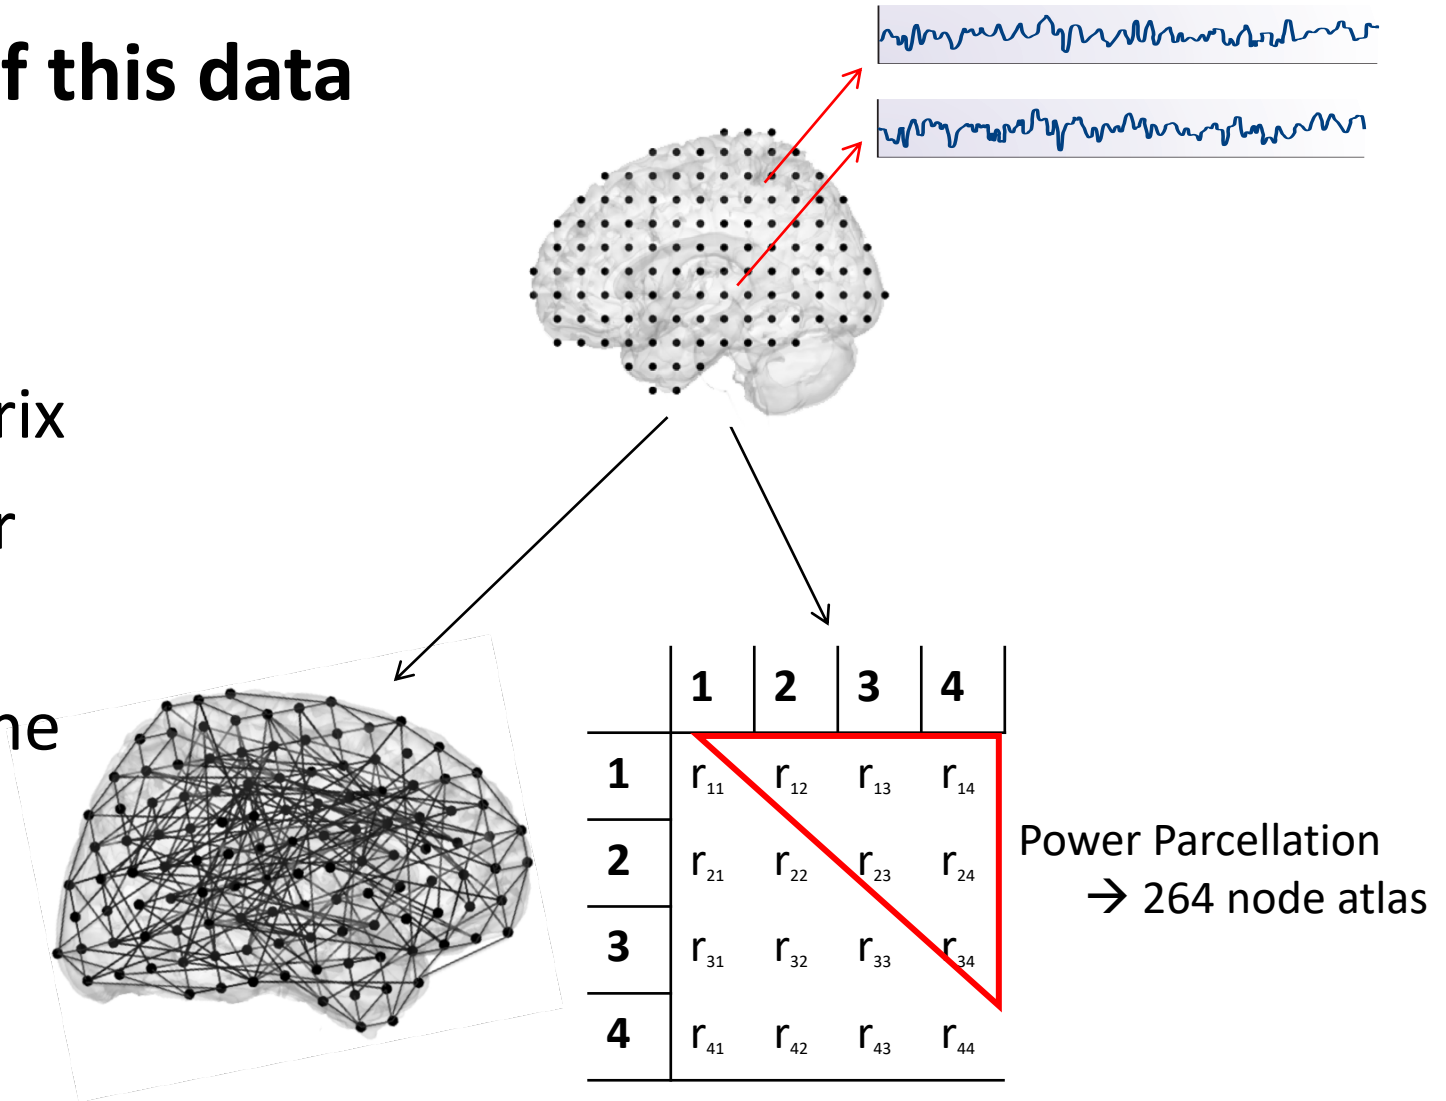 f this data
rix
r
ne
1 2 3 4
1 r₁₁ r₁₂ r₁₃ r₁₄
2 r₂₁ r₂₂ r₂₃ r₂₄
3 r₃₁ r₃₂ r₃₃ r₃₄
4 r₄₁ r₄₂ r₄₃ r₄₄
Power Parcellation
→ 264 node atlas